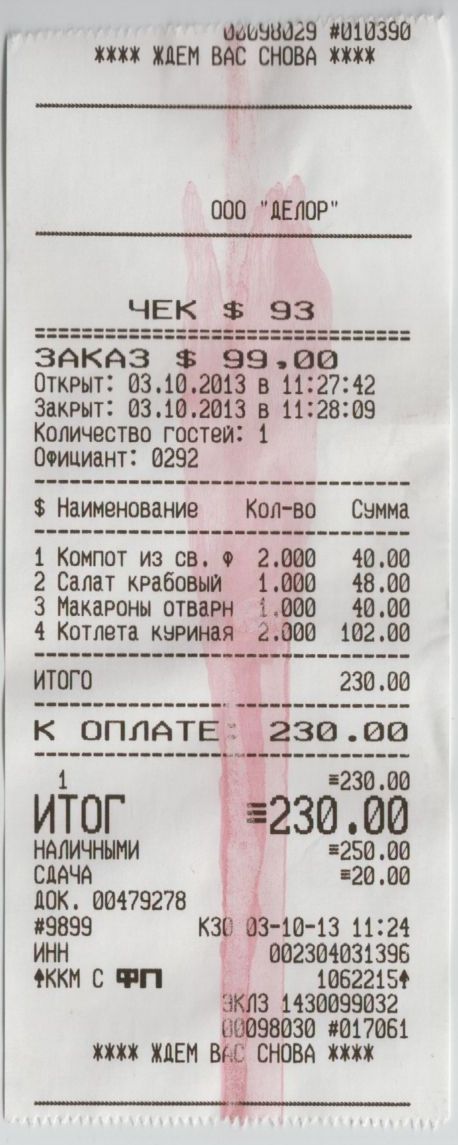 00098029 #010390
**** ЖДЕМ ВАС СНОВА ****
ООО "ДЕЛОР"
ЧЕК $ 93
ЗАКАЗ $ 99,00
Открыт: 03.10.2013 в 11:27:42
Закрыт: 03.10.2013 в 11:28:09
Количество гостей: 1
Официант: 0292
$ Наименование Кол-во Сумма
1 Компот из св. ф 2.000 40.00
2 Салат крабовый 1.000 48.00
3 Макароны отварн 1.000 40.00
4 Котлета куриная 2.000 102.00
ИТОГО 230.00
К ОПЛАТЕ: 230.00
1 ≡230.00
ИТОГ ≡230.00
НАЛИЧНЫМИ ≡250.00
СДАЧА ≡20.00
ДОК. 00479278
#9899 К30 03-10-13 11:24
ИНН 002304031396
↑ККМ С ФП 1062215↑
ЭКЛЗ 1430099032
00098030 #017061
**** ЖДЕМ ВАС СНОВА ****